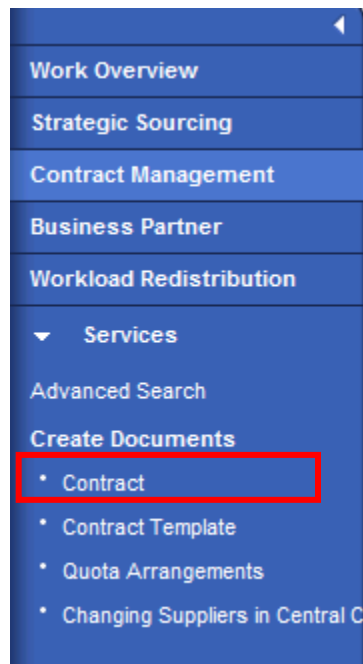 Work Overview
Strategic Sourcing
Contract Management
Business Partner
Workload Redistribution
Services
Advanced Search
Create Documents
• Contract
• Contract Template
• Quota Arrangements
• Changing Suppliers in Central C